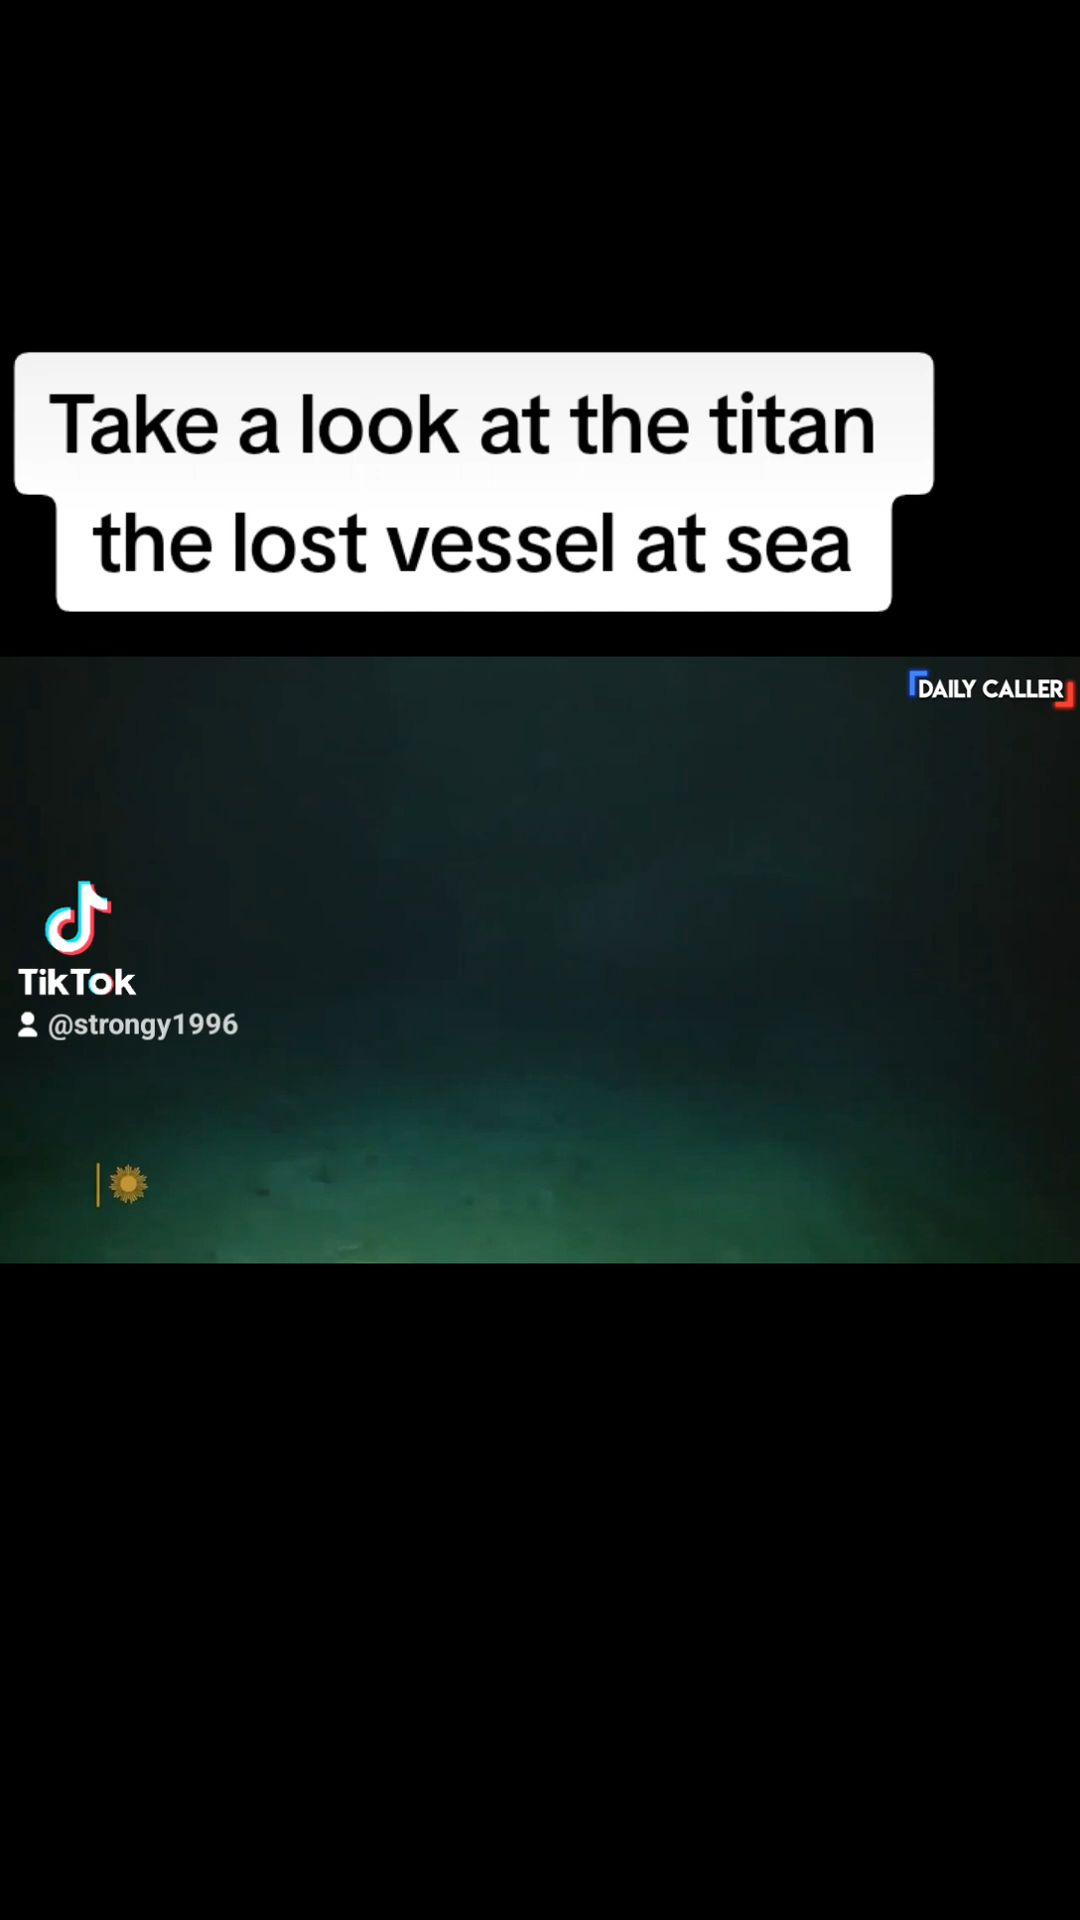 Take a look at the titan
the lost vessel at sea
DAILY CALLER
TikTok
@strongy1996